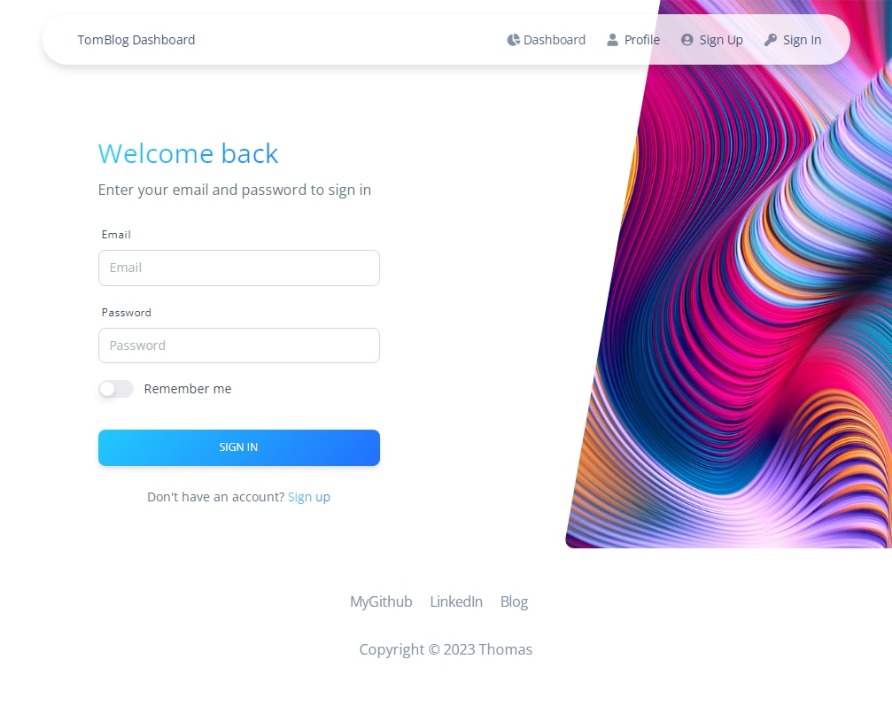 TomBlog Dashboard
Dashboard Profile Sign Up Sign In
Welcome back
Enter your email and password to sign in
Email
Email
Password
Password
Remember me
SIGN IN
Don't have an account? Sign up
MyGithub LinkedIn Blog
Copyright © 2023 Thomas